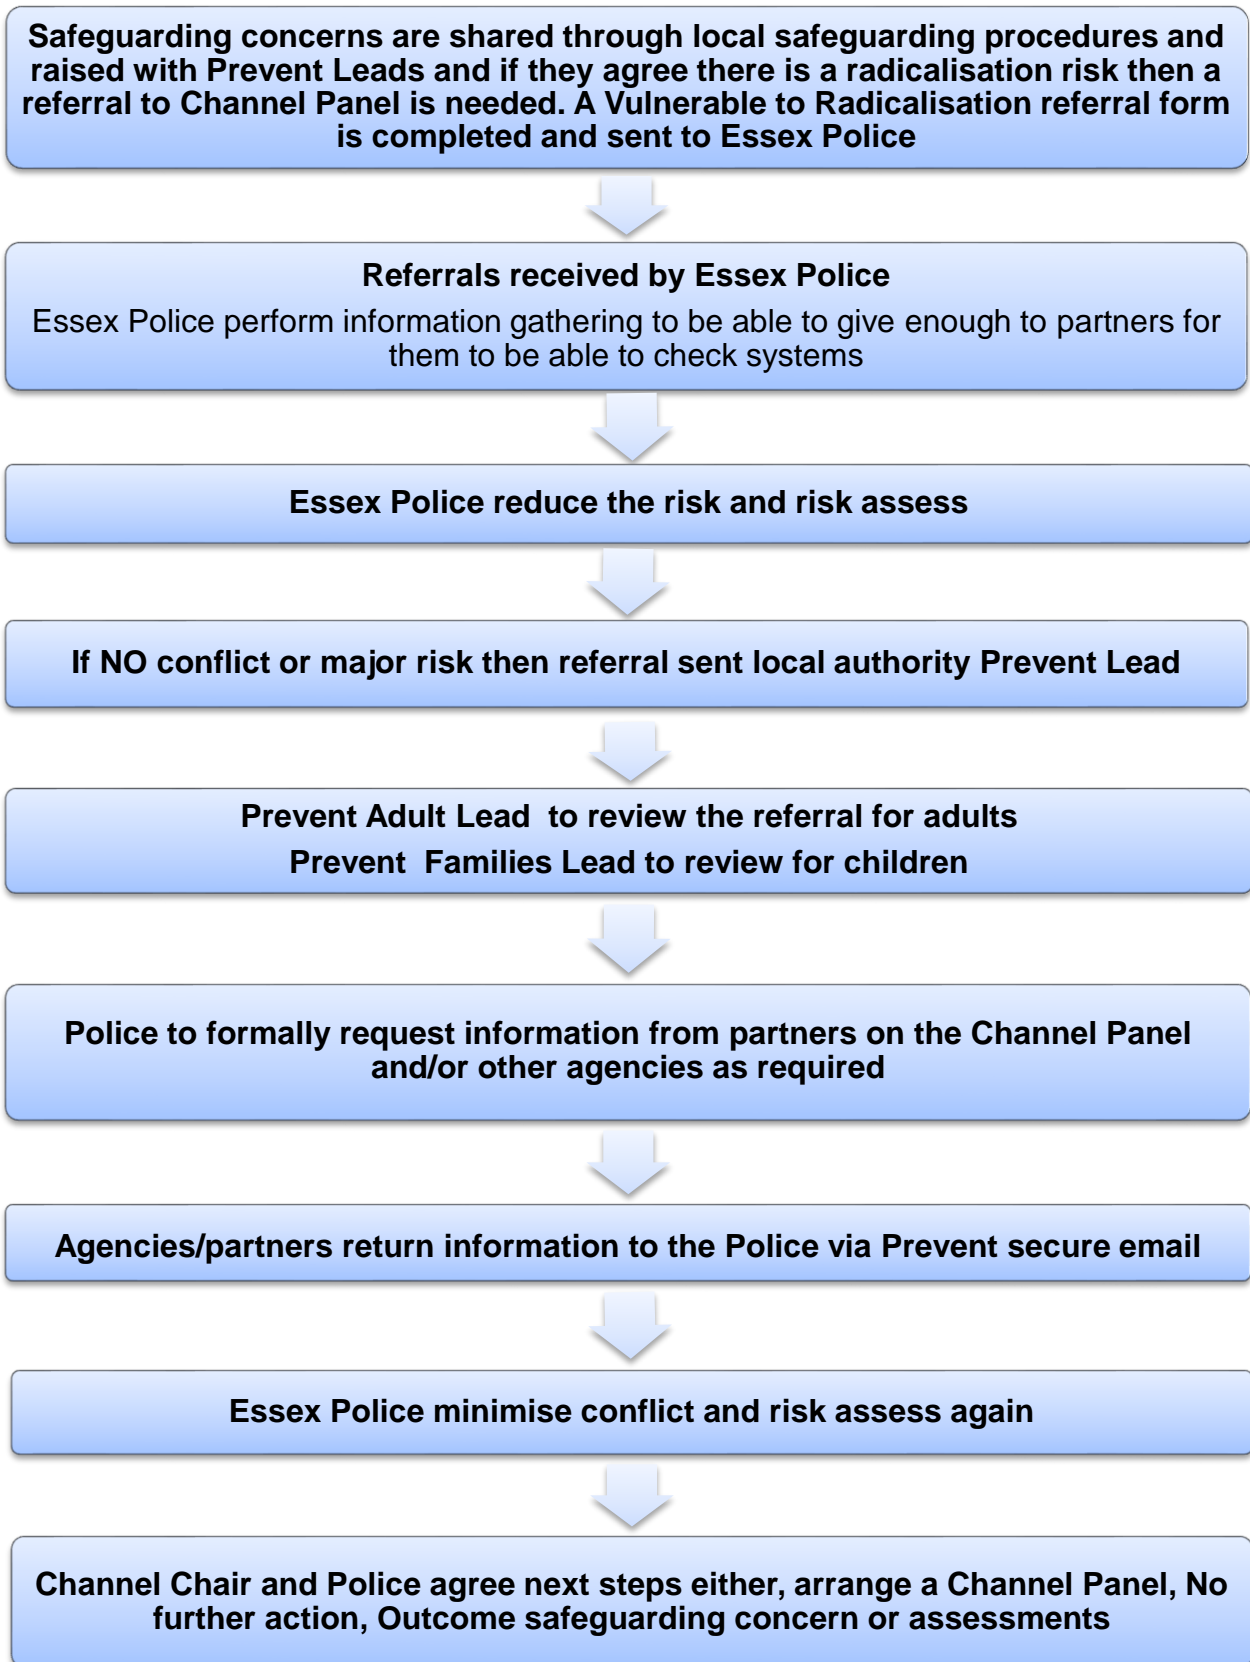 Safeguarding concerns are shared through local safeguarding procedures and
raised with Prevent Leads and if they agree there is a radicalisation risk then a
referral to Channel Panel is needed. A Vulnerable to Radicalisation referral form
is completed and sent to Essex Police
Referrals received by Essex Police
Essex Police perform information gathering to be able to give enough to partners for
them to be able to check systems
Essex Police reduce the risk and risk assess
If NO conflict or major risk then referral sent local authority Prevent Lead
Prevent Adult Lead to review the referral for adults
Prevent Families Lead to review for children
Police to formally request information from partners on the Channel Panel
and/or other agencies as required
Agencies/partners return information to the Police via Prevent secure email
Essex Police minimise conflict and risk assess again
Channel Chair and Police agree next steps either, arrange a Channel Panel, No
further action, Outcome safeguarding concern or assessments